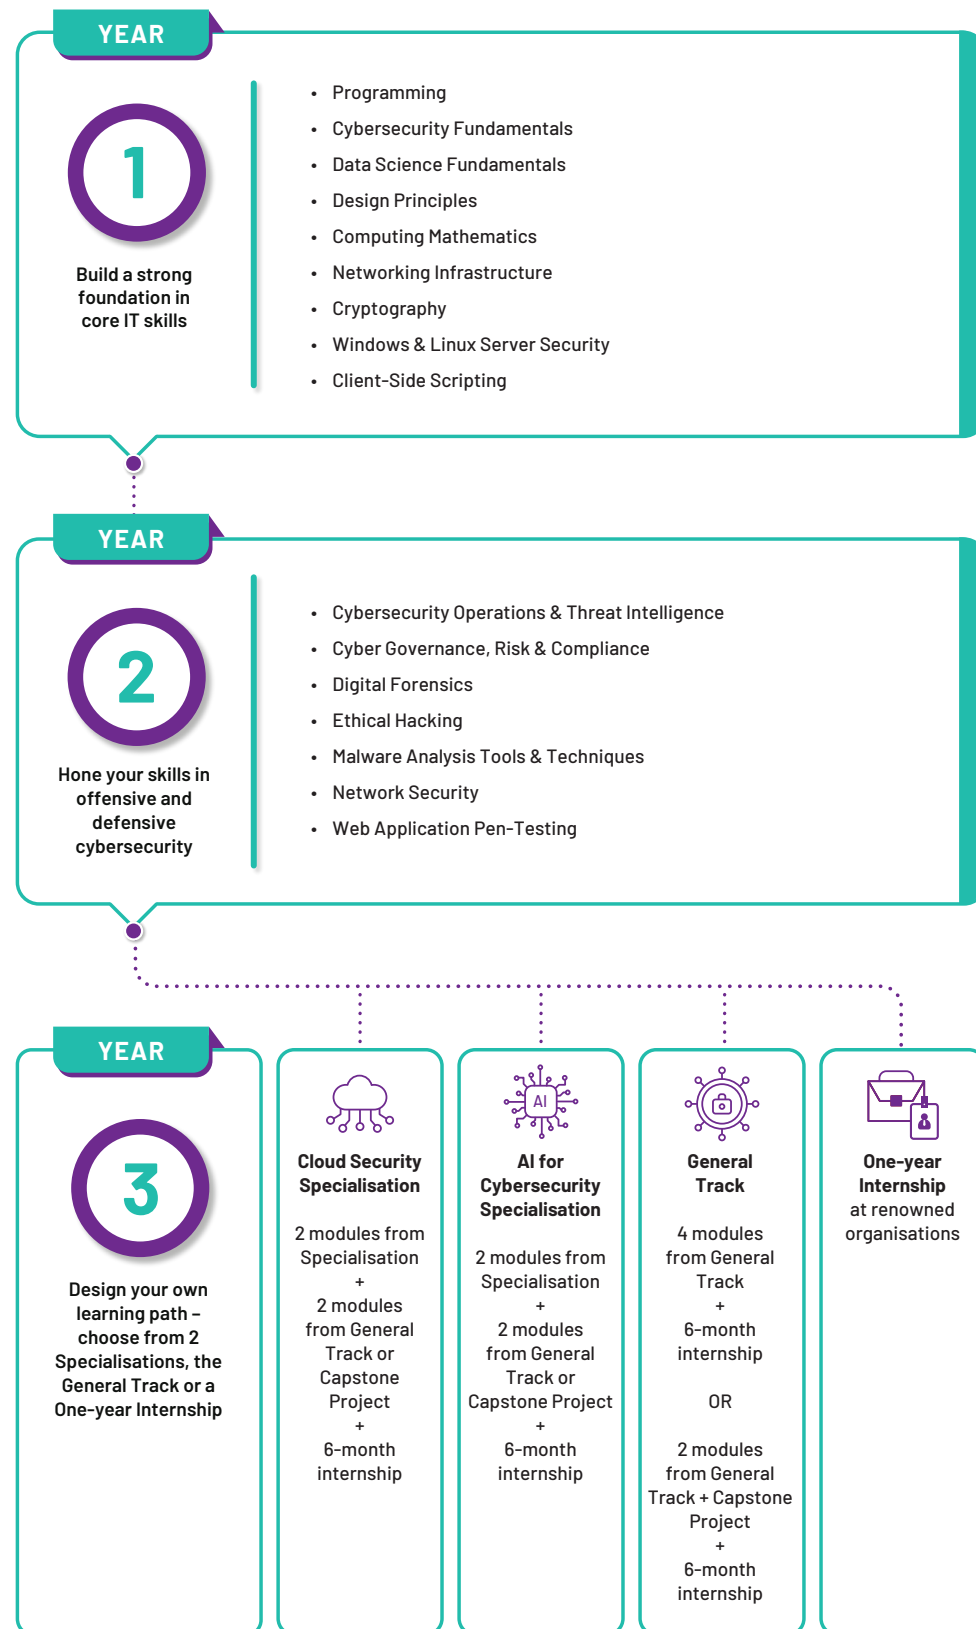 YEAR
1
Build a strong
foundation in
core IT skills
• Programming
• Cybersecurity Fundamentals
• Data Science Fundamentals
• Design Principles
• Computing Mathematics
• Networking Infrastructure
• Cryptography
• Windows & Linux Server Security
• Client-Side Scripting
YEAR
2
Hone your skills in
offensive and
defensive
cybersecurity
• Cybersecurity Operations & Threat Intelligence
• Cyber Governance, Risk & Compliance
• Digital Forensics
• Ethical Hacking
• Malware Analysis Tools & Techniques
• Network Security
• Web Application Pen-Testing
YEAR
3
Design your own
learning path –
choose from 2
Specialisations, the
General Track or a
One-year Internship
Cloud Security
Specialisation
2 modules from
Specialisation
+
2 modules
from General
Track or
Capstone
Project
+
6-month
internship
AI
AI for
Cybersecurity
Specialisation
2 modules from
Specialisation
+
2 modules
from General
Track or
Capstone Project
+
6-month
internship
General
Track
4 modules
from General
Track
+
6-month
internship
OR
2 modules
from General
Track + Capstone
Project
+
6-month
internship
One-year
Internship
at renowned
organisations